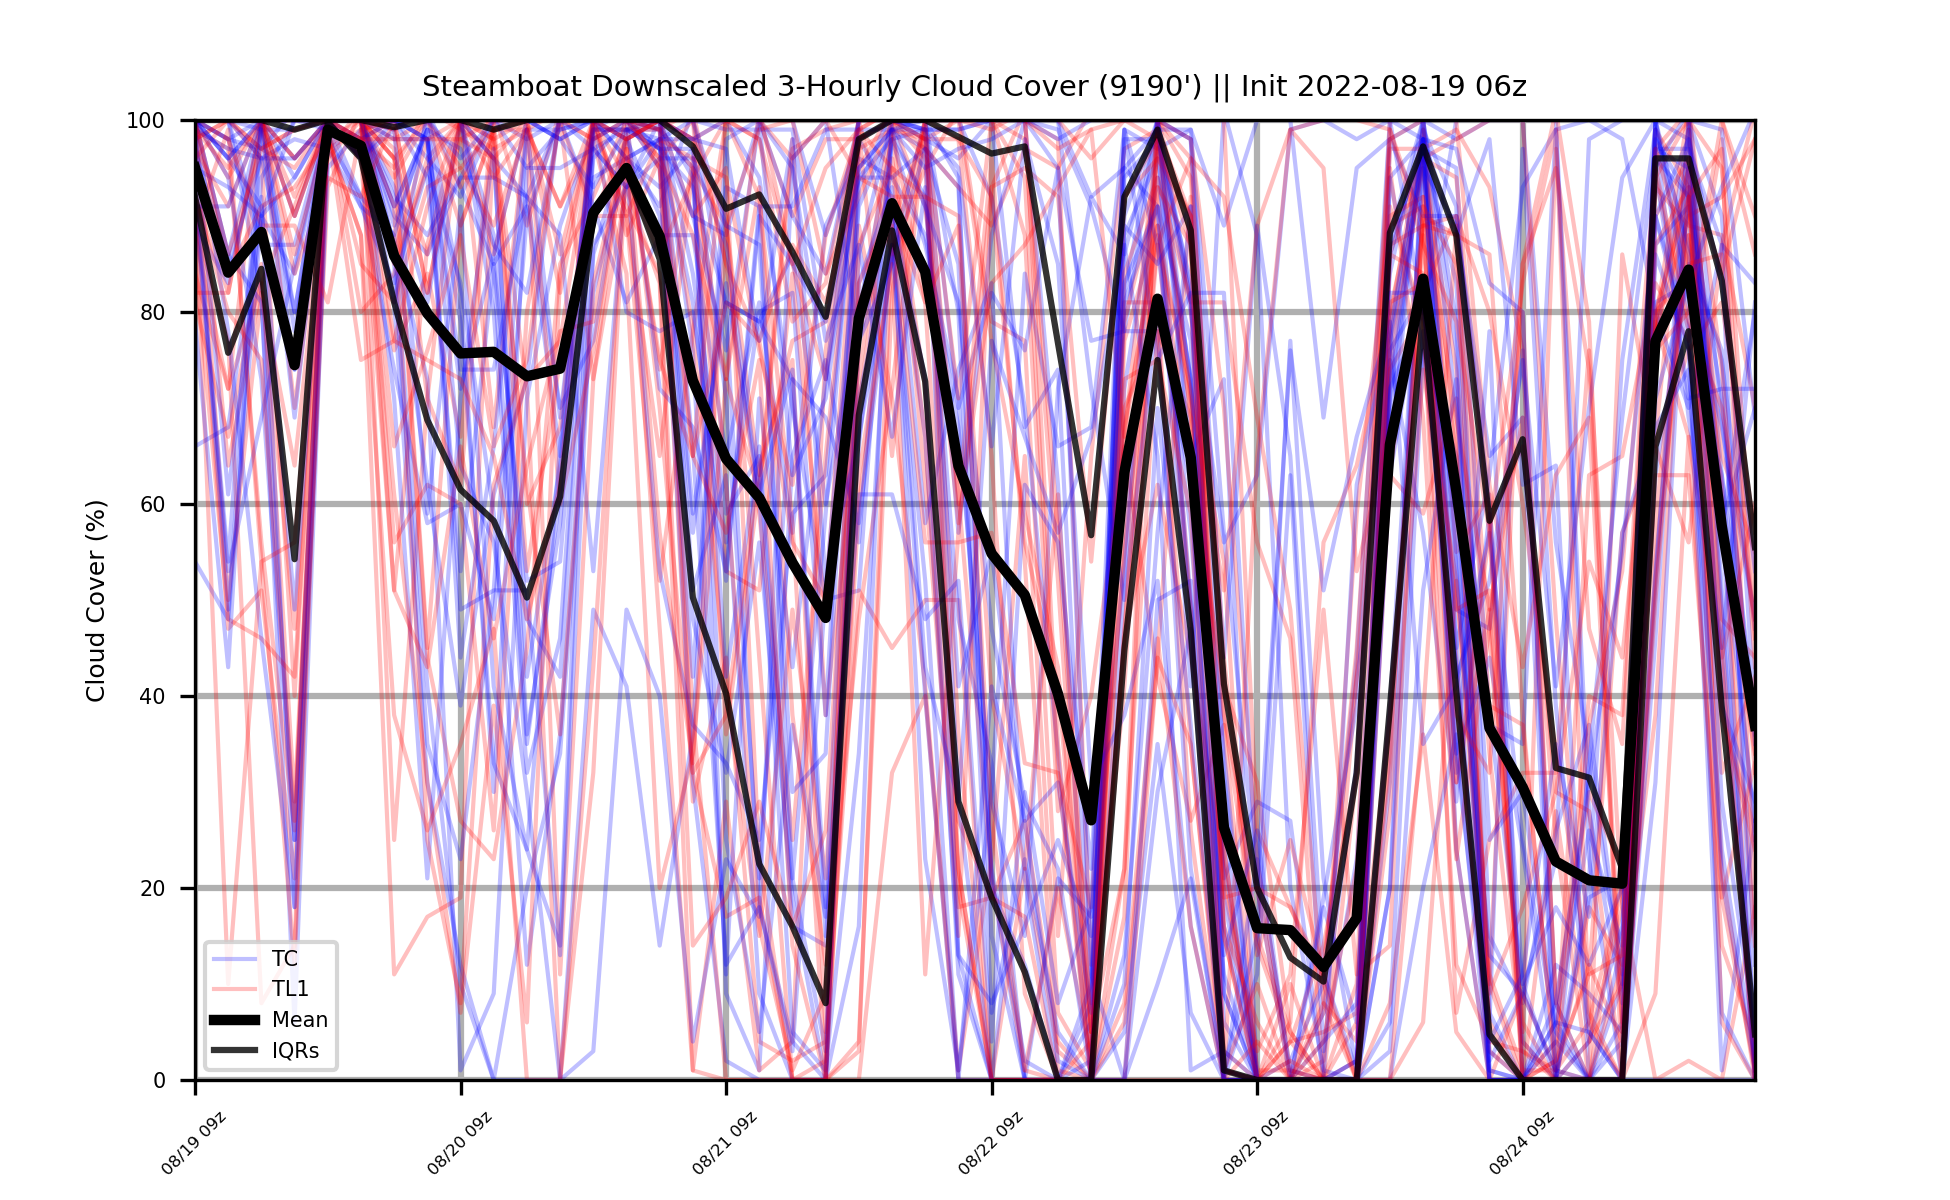 Steamboat Downscaled 3-Hourly Cloud Cover (9190') || Init 2022-08-19 06z
Cloud Cover (%)
100
80
60
40
20
0
TC
TL1
Mean
IQRs
08/19 09z
08/20 09z
08/21 09z
08/22 09z
08/23 09z
08/24 09z